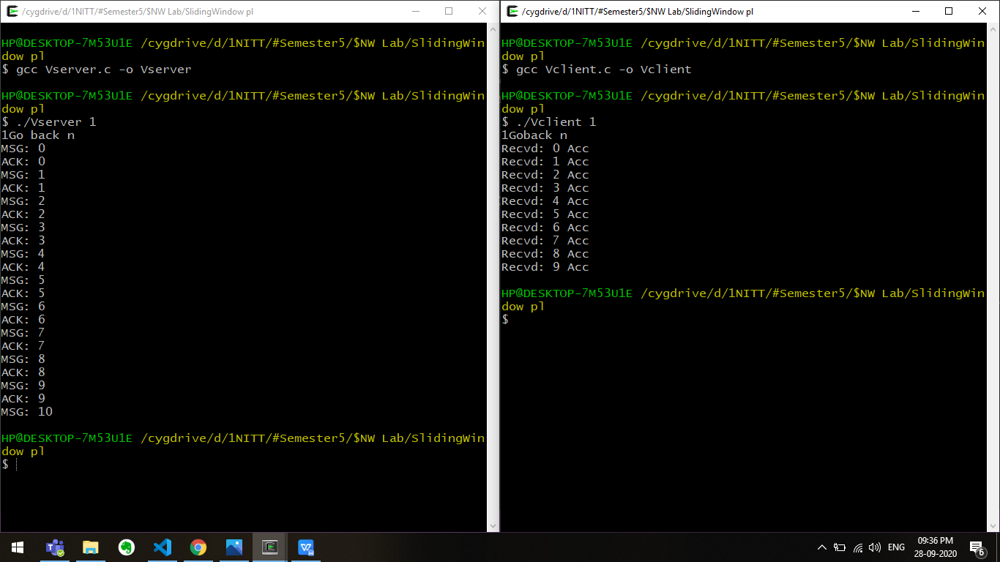 /cygdrive/d/1NITT/#Semester5/$NW Lab/SlidingWindow pl
HP@DESKTOP-7M53U1E /cygdrive/d/1NITT/#Semester5/$NW Lab/SlidingWin
dow pl
$ gcc Vserver.c -o Vserver
HP@DESKTOP-7M53U1E /cygdrive/d/1NITT/#Semester5/$NW Lab/SlidingWin
dow pl
$ ./Vserver 1
1Go back n
MSG: 0
ACK: 0
MSG: 1
ACK: 1
MSG: 2
ACK: 2
MSG: 3
ACK: 3
MSG: 4
ACK: 4
MSG: 5
ACK: 5
MSG: 6
ACK: 6
MSG: 7
ACK: 7
MSG: 8
ACK: 8
MSG: 9
ACK: 9
MSG: 10
HP@DESKTOP-7M53U1E /cygdrive/d/1NITT/#Semester5/$NW Lab/SlidingWin
dow pl
$
/cygdrive/d/1NITT/#Semester5/$NW Lab/SlidingWindow pl
HP@DESKTOP-7M53U1E /cygdrive/d/1NITT/#Semester5/$NW Lab/SlidingWin
dow pl
$ gcc Vclient.c -o Vclient
HP@DESKTOP-7M53U1E /cygdrive/d/1NITT/#Semester5/$NW Lab/SlidingWin
dow pl
$ ./Vclient 1
1Goback n
Recvd: 0 Acc
Recvd: 1 Acc
Recvd: 2 Acc
Recvd: 3 Acc
Recvd: 4 Acc
Recvd: 5 Acc
Recvd: 6 Acc
Recvd: 7 Acc
Recvd: 8 Acc
Recvd: 9 Acc
HP@DESKTOP-7M53U1E /cygdrive/d/1NITT/#Semester5/$NW Lab/SlidingWin
dow pl
$
ENG
09:36 PM
28-09-2020
6